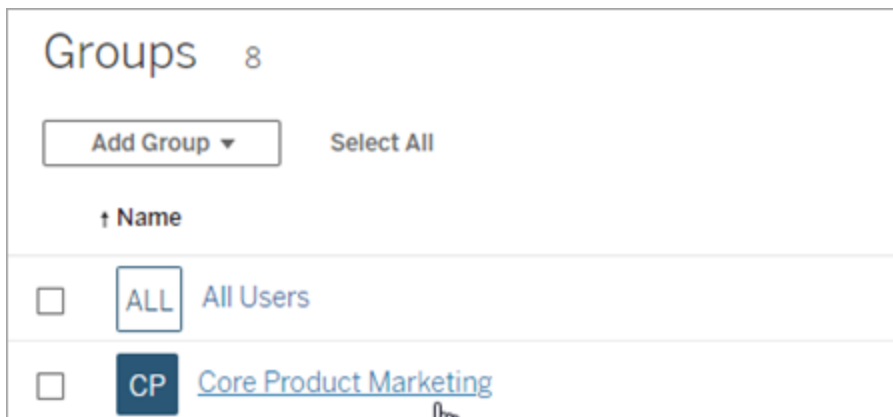 Groups 8
Add Group ▾ Select All
↑ Name
ALL All Users
CP Core Product Marketing